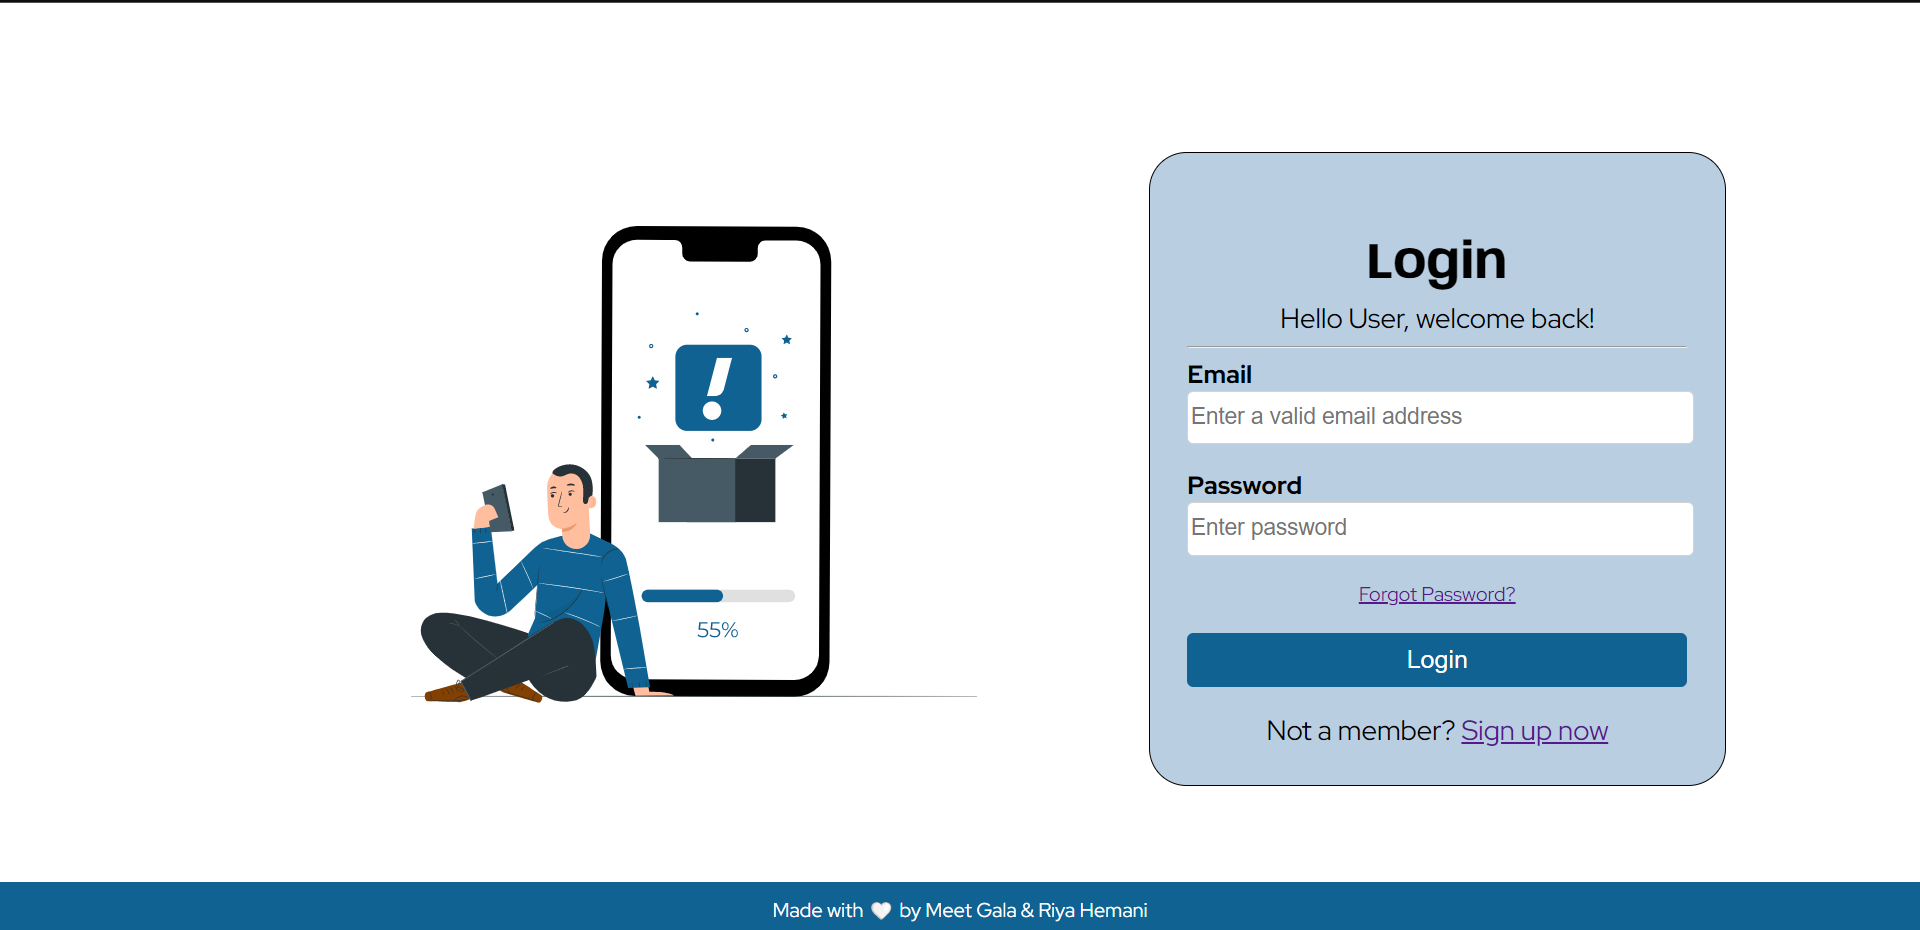 !
55%
Login
Hello User, welcome back!
Email
Enter a valid email address
Password
Enter password
Forgot Password?
Login
Not a member? Sign up now
Made with 🤍 by Meet Gala & Riya Hemani